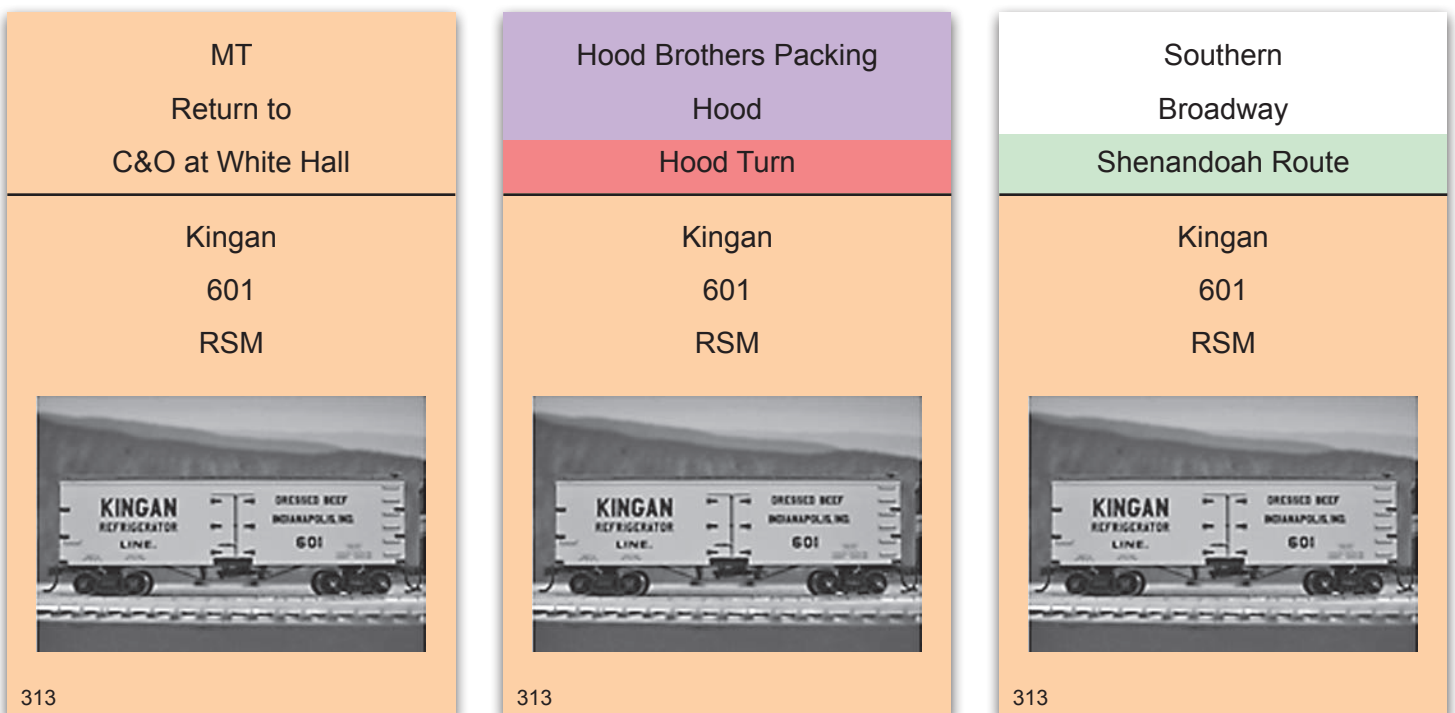 MT
Return to
C&O at White Hall
Kingan
601
RSM
KINGAN
REFRIGERATOR
LINE.
DRESSED BEEF
INDIANAPOLIS, IND.
601
313
Hood Brothers Packing
Hood
Hood Turn
Kingan
601
RSM
KINGAN
REFRIGERATOR
LINE.
DRESSED BEEF
INDIANAPOLIS, IND.
601
313
Southern
Broadway
Shenandoah Route
Kingan
601
RSM
KINGAN
REFRIGERATOR
LINE.
DRESSED BEEF
INDIANAPOLIS, IND.
601
313